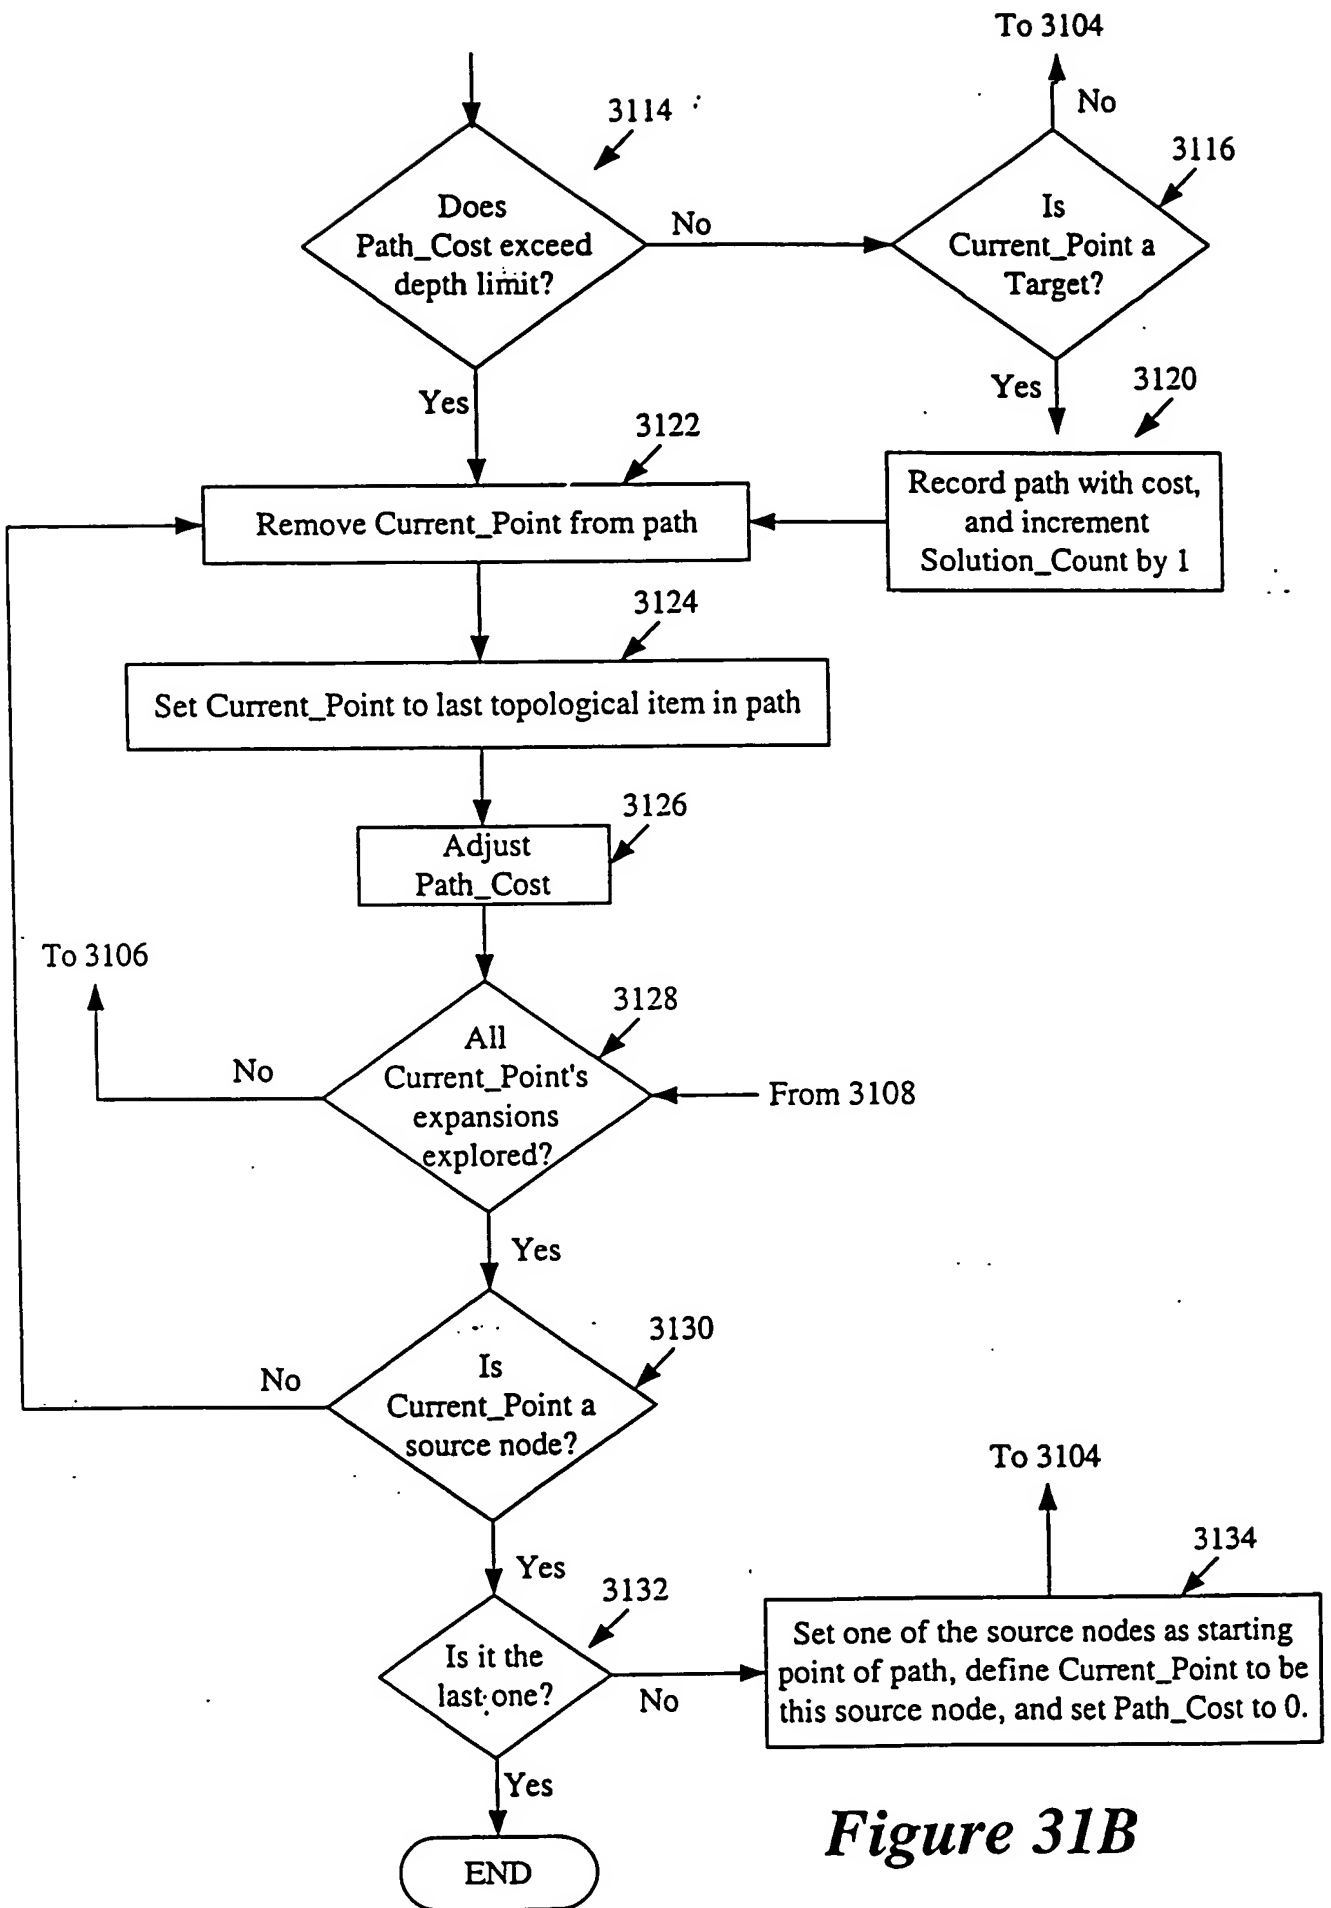 To 3104
No
3114
3116
Does
Path_Cost exceed
depth limit?
No
Is
Current_Point a
Target?
Yes
Yes
3120
3122
Record path with cost,
and increment
Solution_Count by 1
Remove Current_Point from path
3124
Set Current_Point to last topological item in path
3126
Adjust
Path_Cost
To 3106
3128
All
Current_Point's
expansions
explored?
No
From 3108
Yes
3130
Is
Current_Point a
source node?
No
To 3104
Yes
3134
3132
Is it the
last one?
No
Set one of the source nodes as starting
point of path, define Current_Point to be
this source node, and set Path_Cost to 0.
Yes
Figure 31B
END